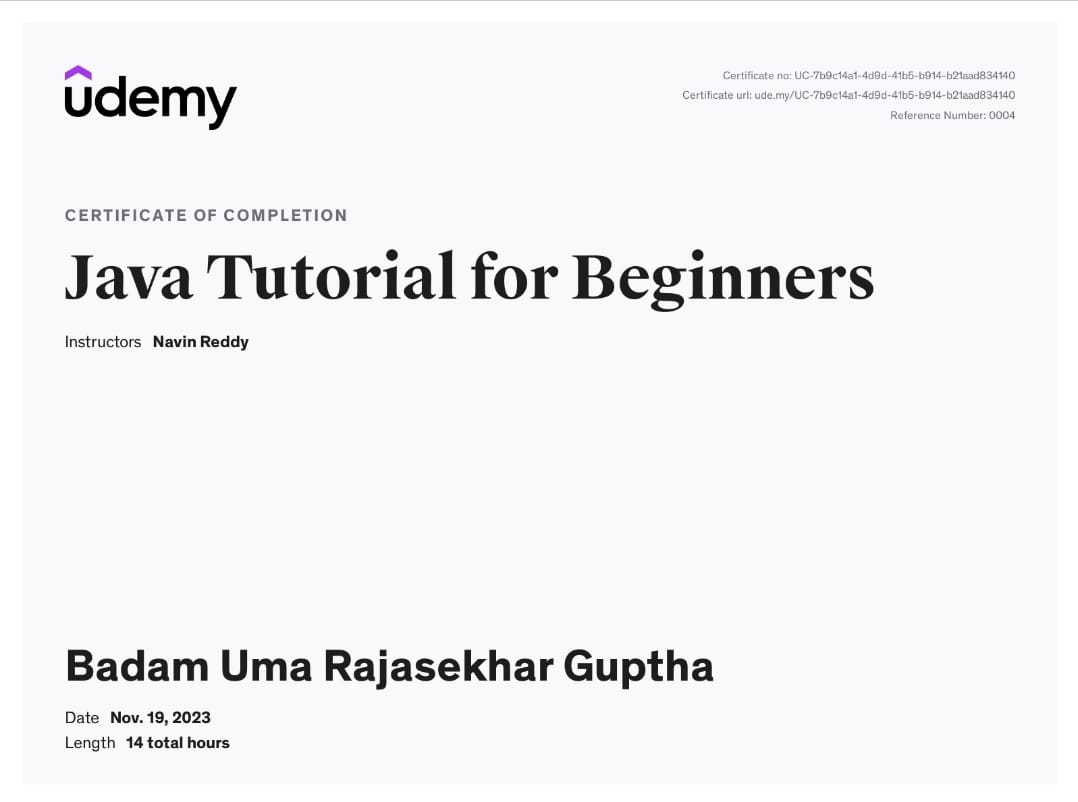 udemy
Certificate no: UC-7b9c14a1-4d9d-41b5-b914-b21aad834140
Certificate url: ude.my/UC-7b9c14a1-4d9d-41b5-b914-b21aad834140
Reference Number: 0004
CERTIFICATE OF COMPLETION
Java Tutorial for Beginners
Instructors Navin Reddy
Badam Uma Rajasekhar Guptha
Date Nov. 19, 2023
Length 14 total hours